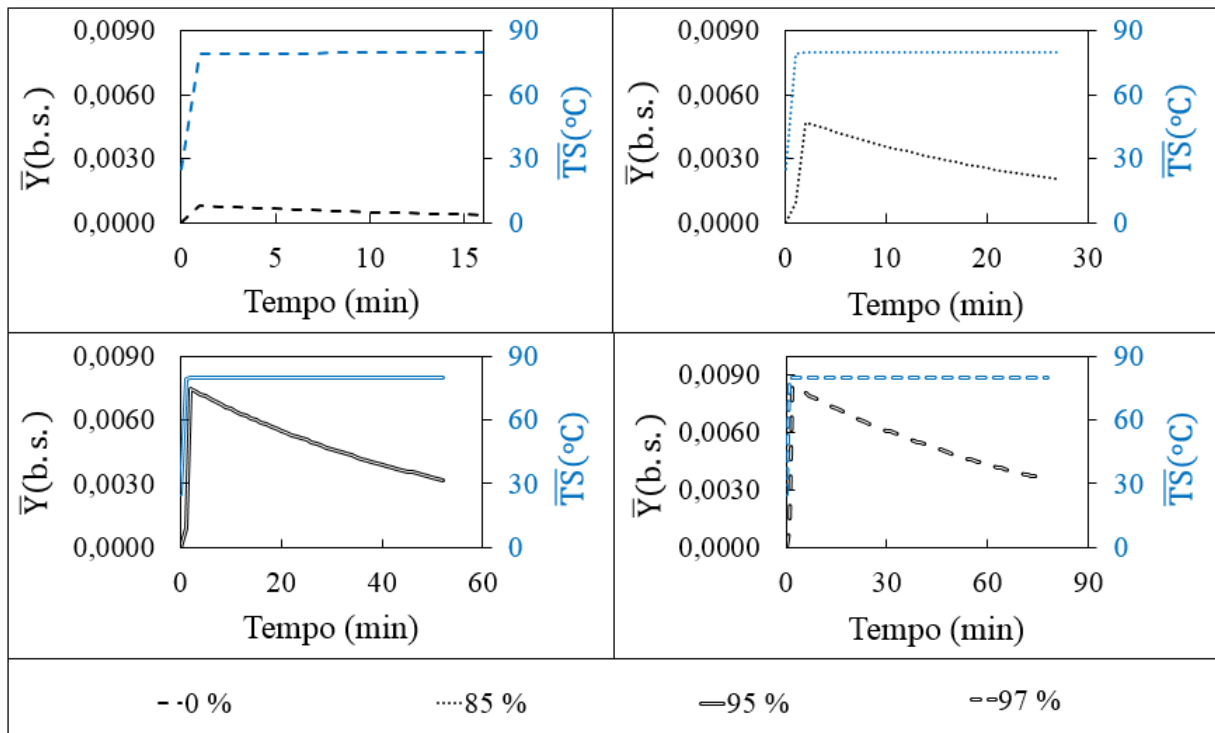 0,0090 90
0,0060 60
0,0030 30
0,0000 0
Y̅(b. s.)
T̅S̅(°C)
0 5 10 15
Tempo (min)
0,0090 90
0,0060 60
0,0030 30
0,0000 0
Y̅(b. s.)
T̅S̅(°C)
0 10 20 30
Tempo (min)
0,0090 90
0,0060 60
0,0030 30
0,0000 0
Y̅(b. s.)
T̅S̅(°C)
0 20 40 60
Tempo (min)
0,0090 90
0,0060 60
0,0030 30
0,0000 0
Y̅(b. s.)
T̅S̅(°C)
0 30 60 90
Tempo (min)
0 % 85 % 95 % 97 %